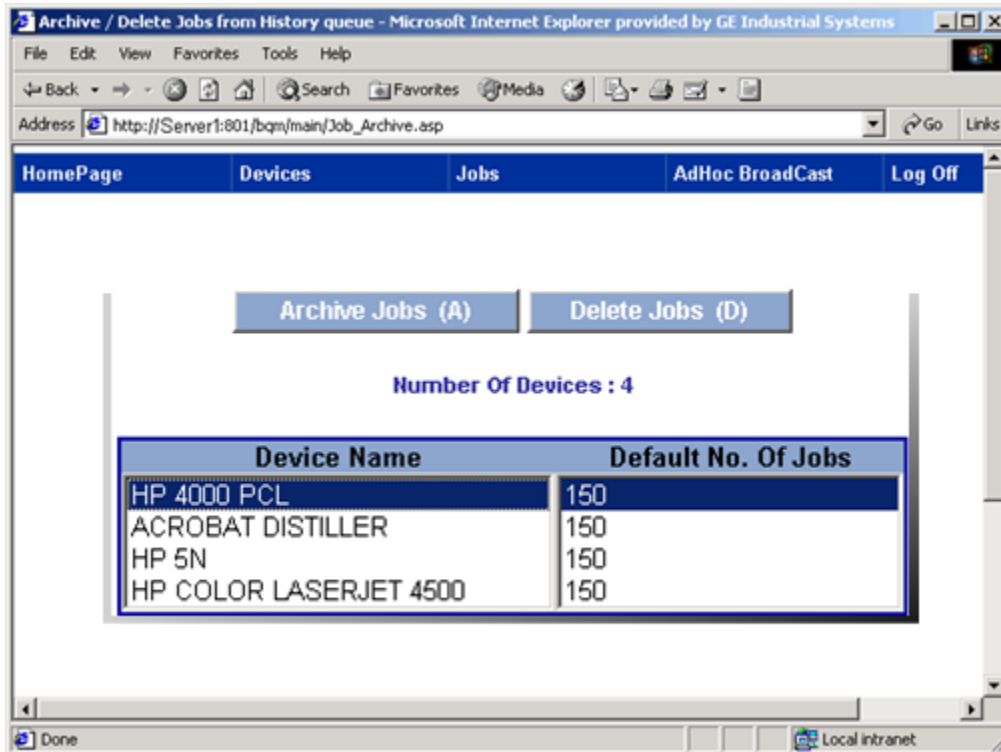 Archive / Delete Jobs from History queue - Microsoft Internet Explorer provided by GE Industrial Systems
File Edit View Favorites Tools Help
Back Search Favorites Media
Address http://Server1:801/bqm/main/Job_Archive.asp Go Links
HomePage Devices Jobs AdHoc BroadCast Log Off
Archive Jobs (A) Delete Jobs (D)
Number Of Devices : 4
Device Name Default No. Of Jobs
HP 4000 PCL 150
ACROBAT DISTILLER 150
HP 5N 150
HP COLOR LASERJET 4500 150
Done Local intranet